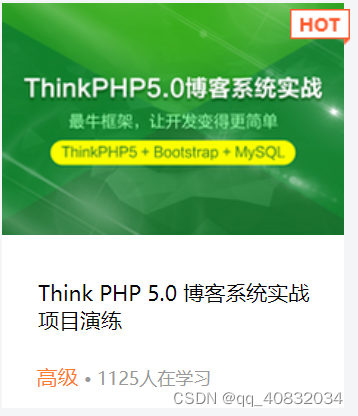 HOT
ThinkPHP5.0博客系统实战
最牛框架，让开发变得更简单
ThinkPHP5 + Bootstrap + MySQL
Think PHP 5.0 博客系统实战
项目演练
高级 • 1125人在学习
CSDN @qq_40832034